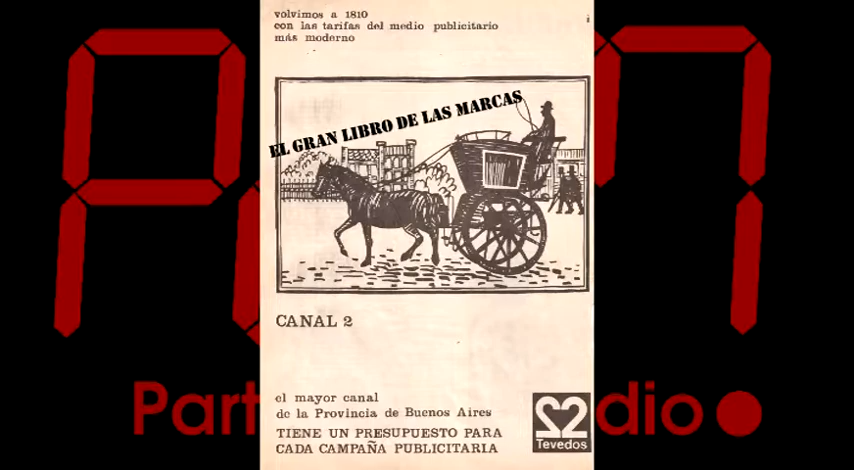 volvimos a 1810
con las tarifas del medio publicitario
más moderno
EL GRAN LIBRO DE LAS MARCAS
CANAL 2
el mayor canal
de la Provincia de Buenos Aires
TIENE UN PRESUPUESTO PARA
CADA CAMPAÑA PUBLICITARIA
22
Tevedos
Part
dio